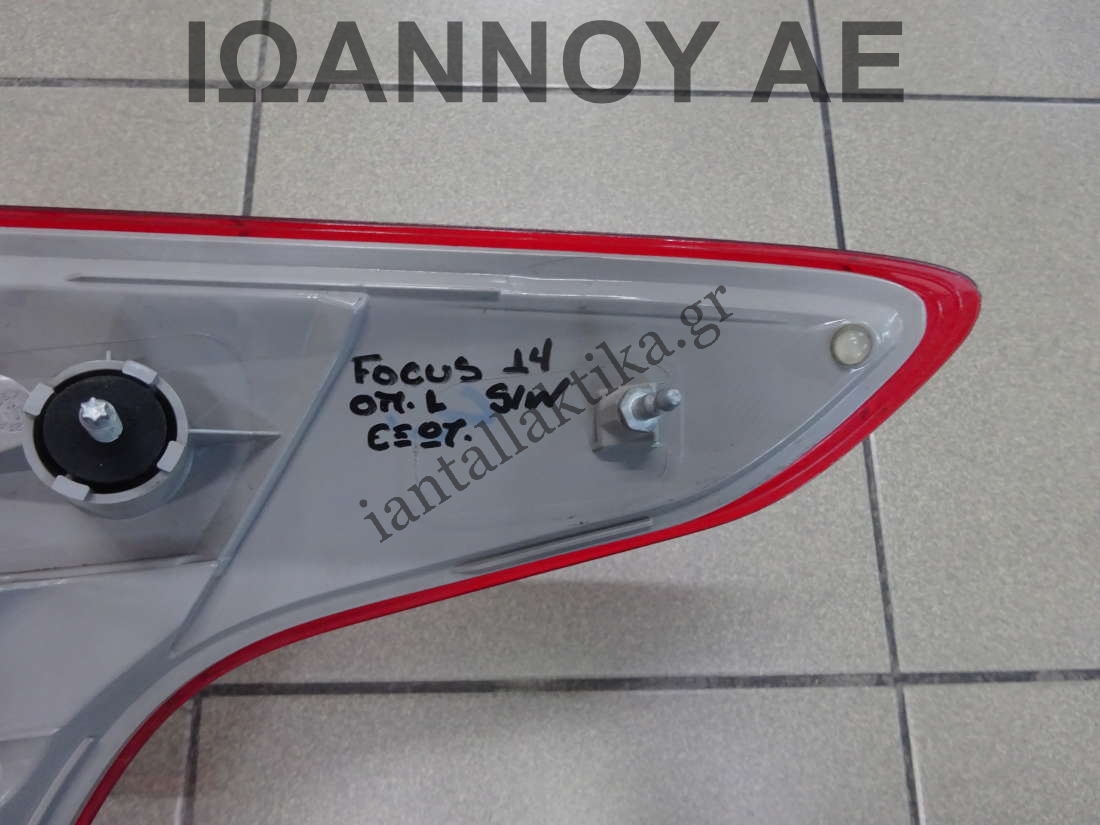 ΙΩΑΝΝΟΥ ΑΕ
FOCUS 14
ΟΠ. L S/W
ΕΞΩΤ.
iantallaktika.gr